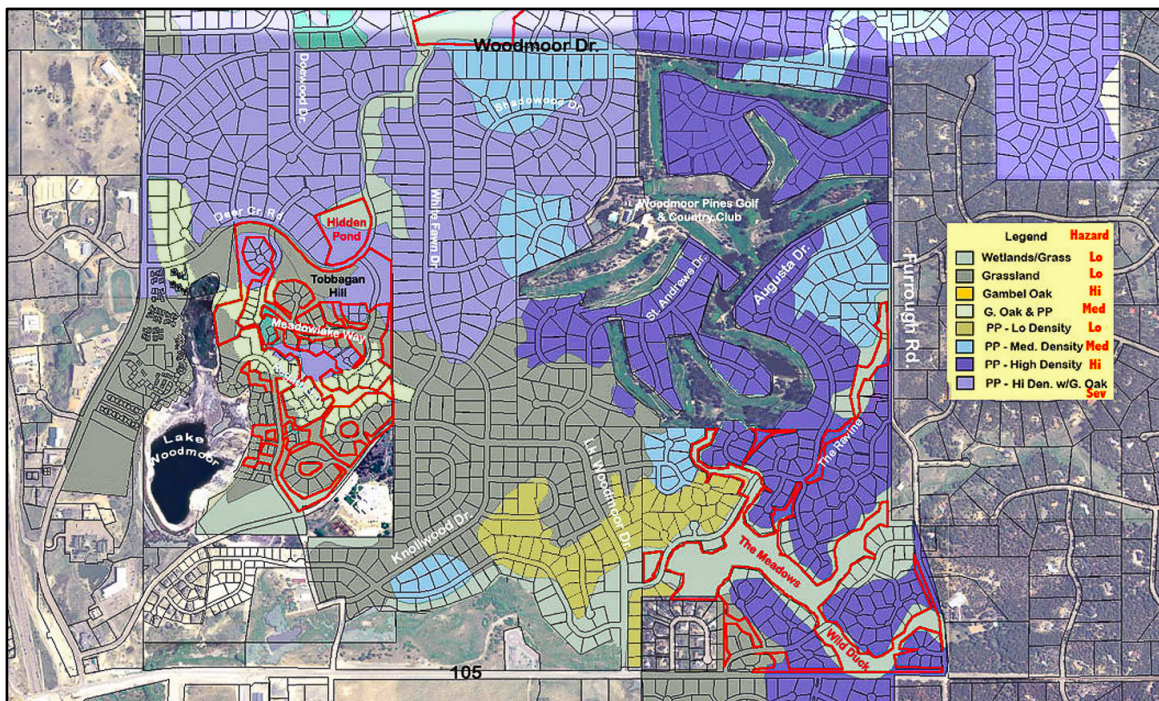 Woodmoor Dr.
Doewood Dr.
Shadowood Dr.
White Fawn Dr.
Woodmoor Pines Golf
& Country Club
Deer Cr. Rd
Hidden
Pond
Tobbagan
Hill
Augusta Dr.
St. Andrews Dr.
Furrough Rd
Meadowlake Way
Legend Hazard
Wetlands/Grass Lo
Grassland Lo
Gambel Oak Hi
G. Oak & PP Med
PP - Lo Density Lo
PP - Med. Density Med
PP - High Density Hi
PP - Hi Den. w/G. Oak
Sev
Lake
Woodmoor
The Ravine
Lk. Woodmoor Dr.
Knollwood Dr.
The Meadows
Wild Duck
105